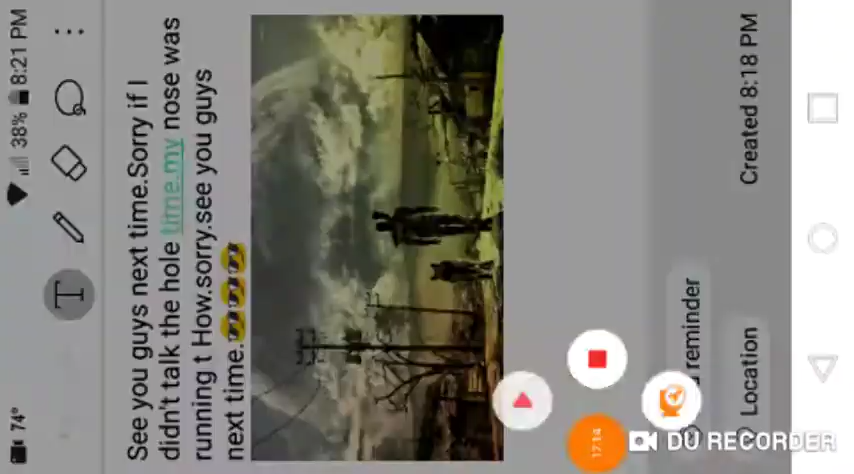 74°
38% 8:21 PM
T
See you guys next time.Sorry if I
didn't talk the hole time.my nose was
running t How.sorry.see you guys
next time.😎😎😎
reminder
Location
Created 8:18 PM
17:14
DU RECORDER